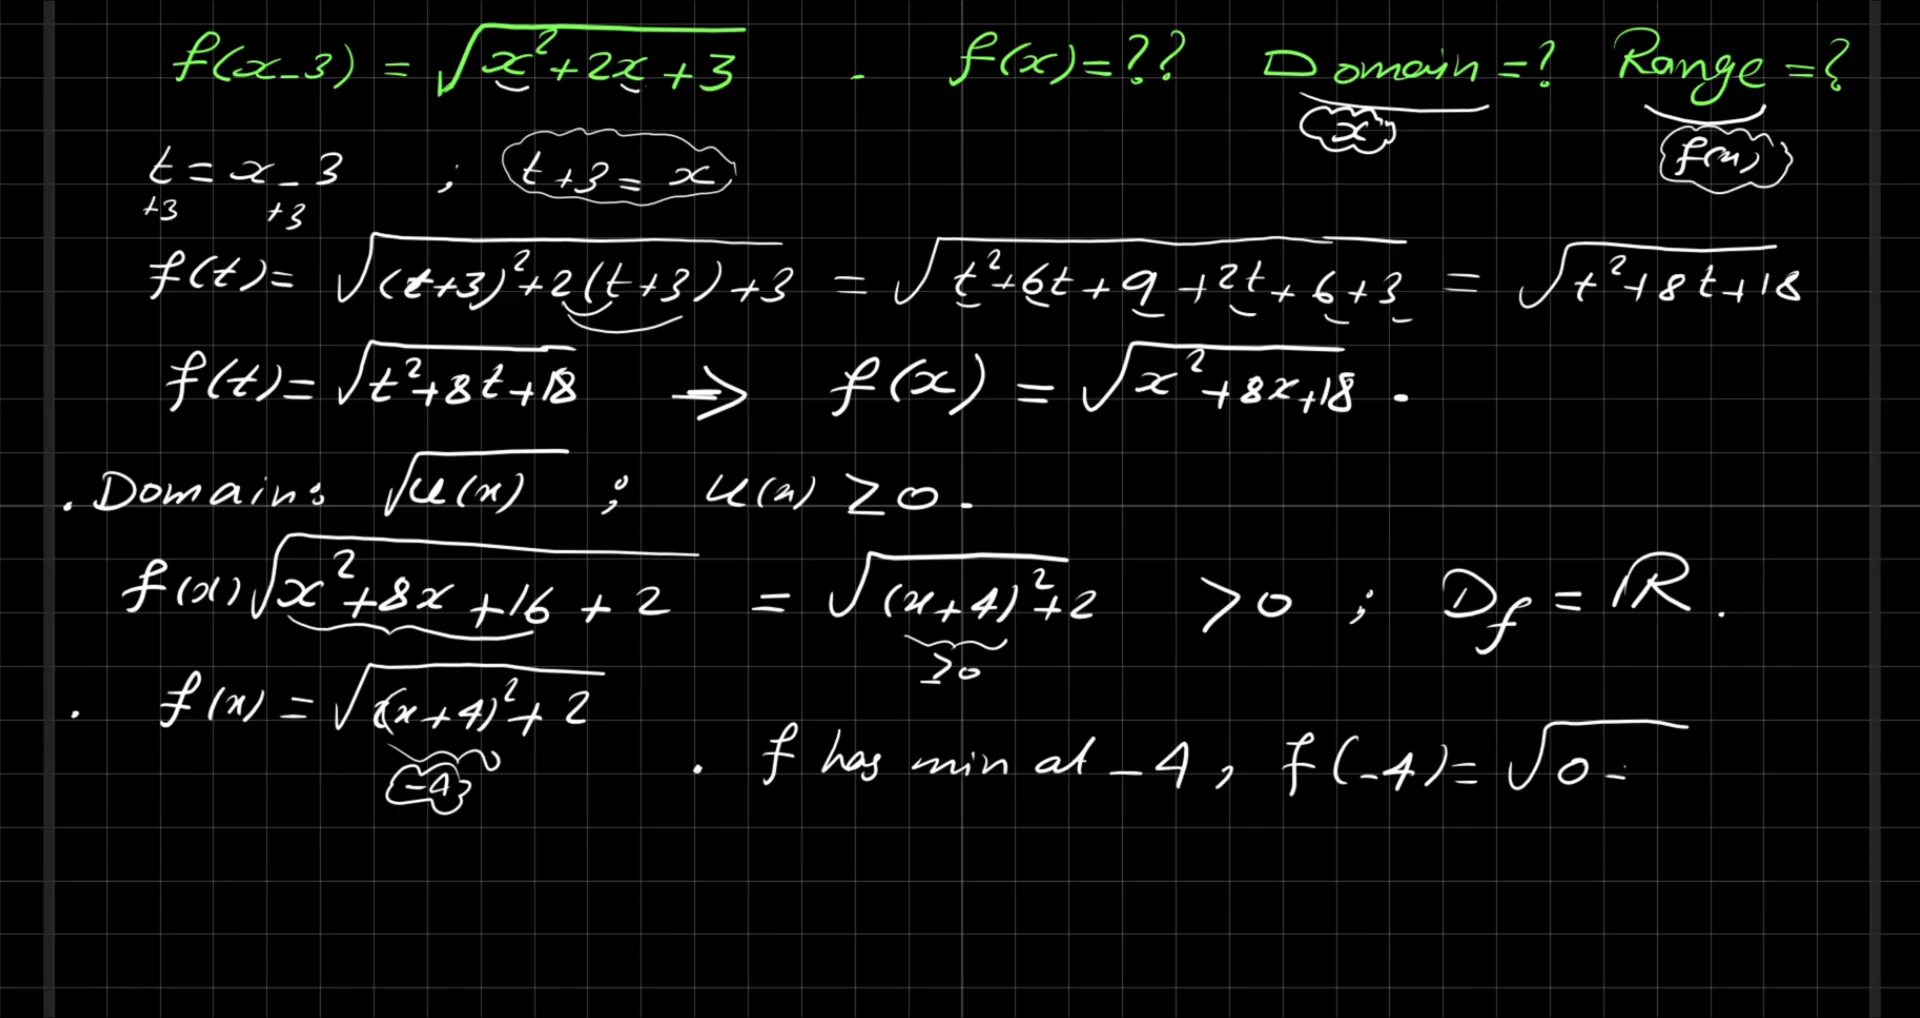 f(x-3) = √(x²+2x+3) . f(x)=?? Domain=? Range=?
x f(x)
t = x-3 ; t+3 = x
+3 +3
f(t)= √((t+3)²+2(t+3)+3) = √(t²+6t+9+2t+6+3) = √(t²+8t+18)
f(t)= √(t²+8t+18) ⇒ f(x) = √(x²+8x+18) .
. Domain: √(u(x)) ; u(x) ≥0.
f(x) √(x²+8x+16+2) = √((x+4)²+2) >0 ; Df = ℝ.
≥0
. f(x) = √((x+4)²+2)
-4
. f has min at -4, f(-4)= √(0-